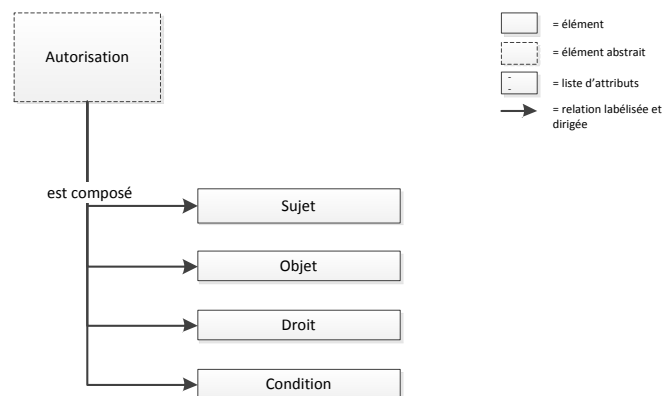 Autorisation
est composé
Sujet
Objet
Droit
Condition
= élément
= élément abstrait
-
-
= liste d'attributs
= relation labélisée et
dirigée